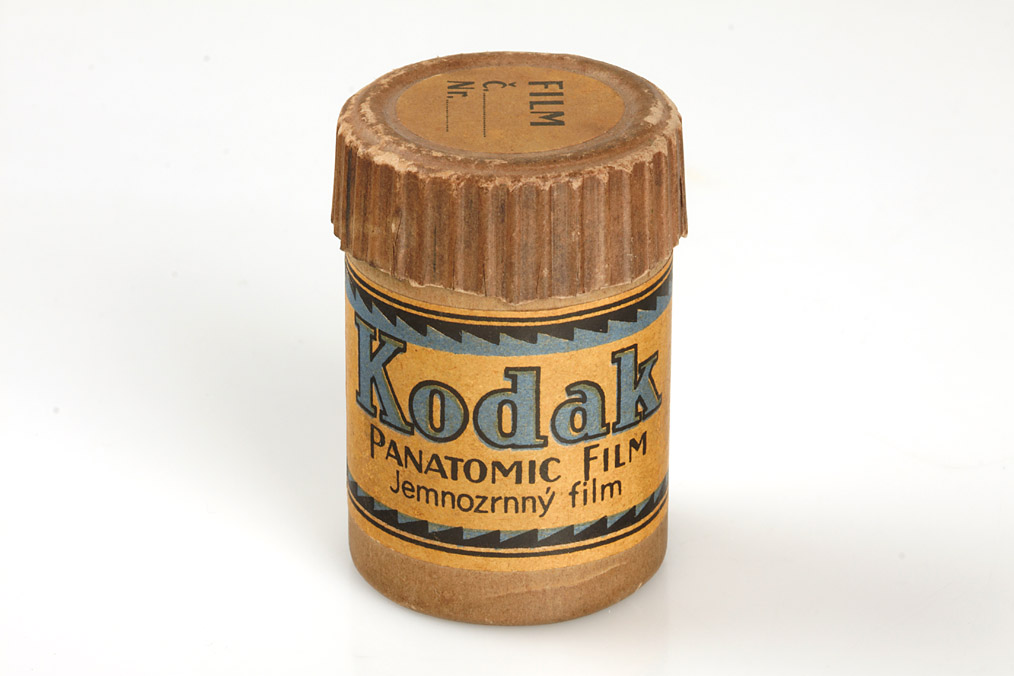 FILM
Č.
Nr.
Kodak
PANATOMIC FILM
Jemnozrnný film